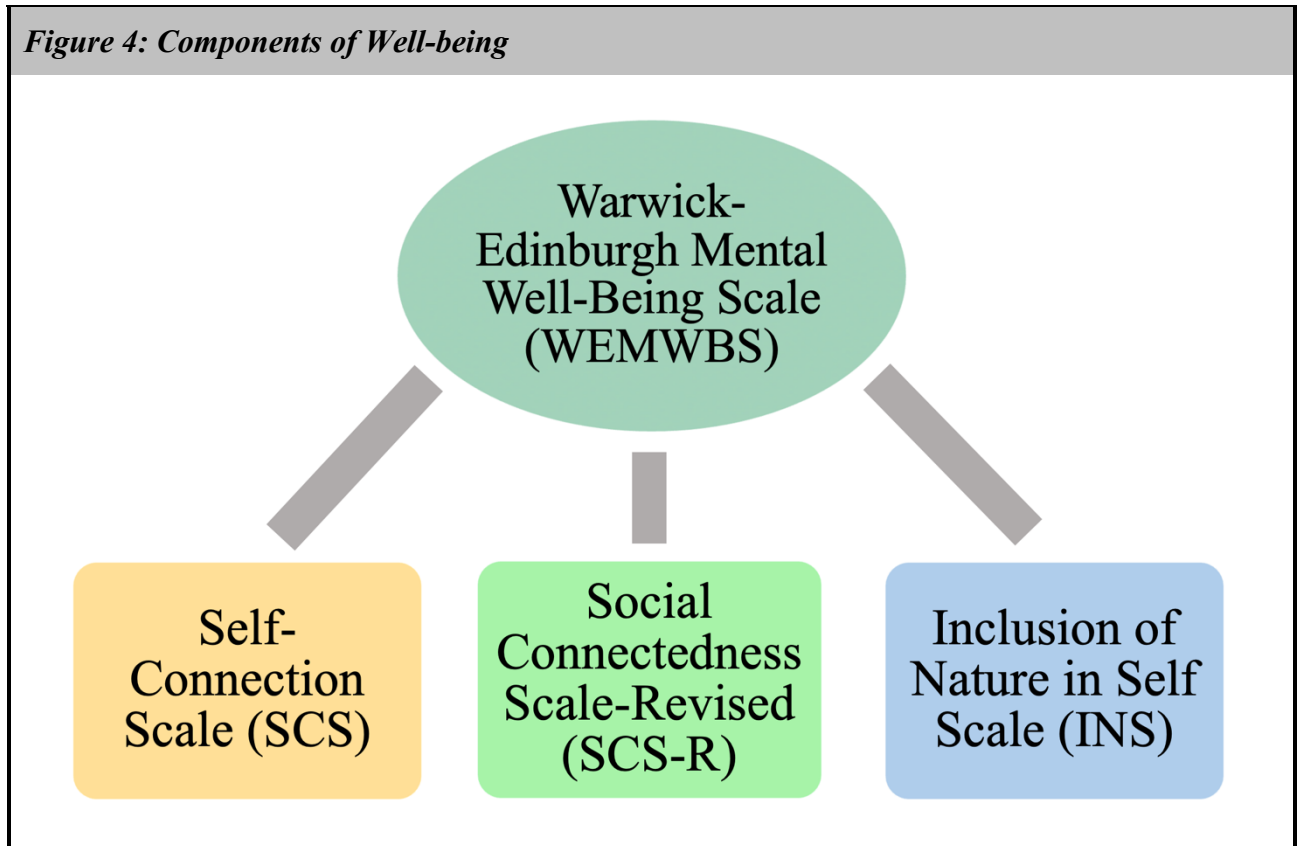 Figure 4: Components of Well-being
Warwick-
Edinburgh Mental
Well-Being Scale
(WEMWBS)
Self-
Connection
Scale (SCS)
Social
Connectedness
Scale-Revised
(SCS-R)
Inclusion of
Nature in Self
Scale (INS)